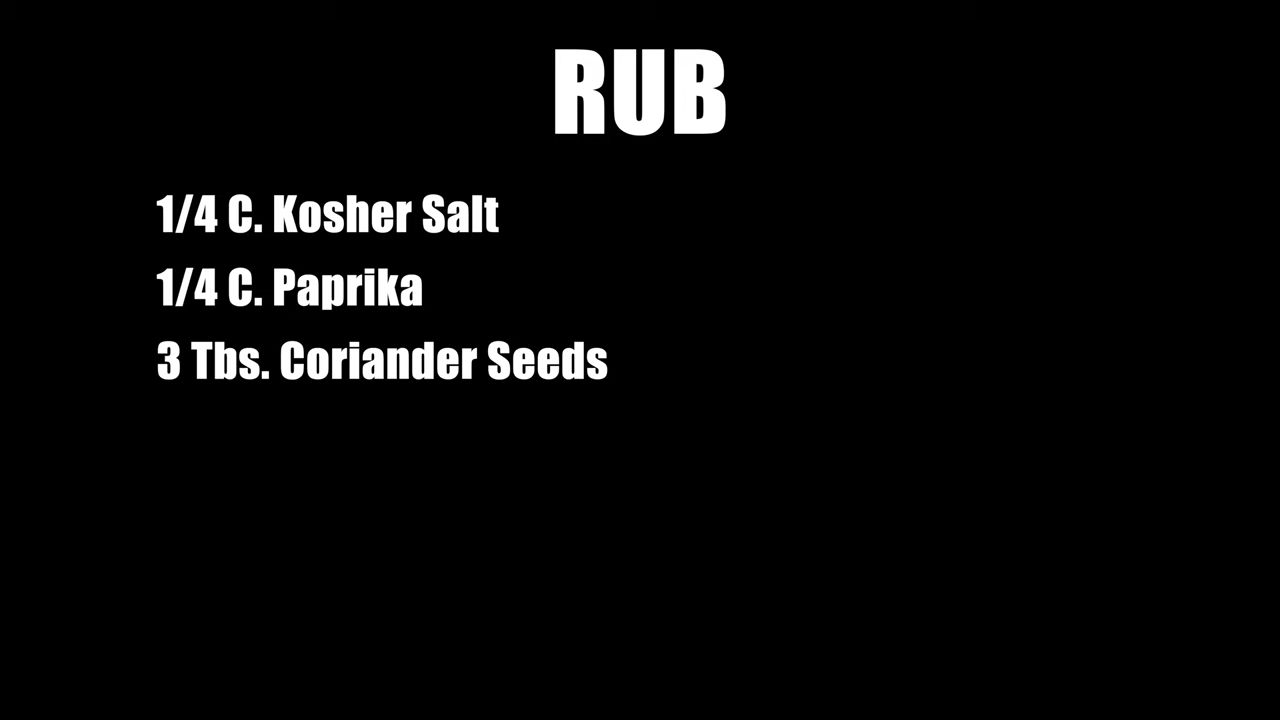 RUB
1/4 C. Kosher Salt
1/4 C. Paprika
3 Tbs. Coriander Seeds